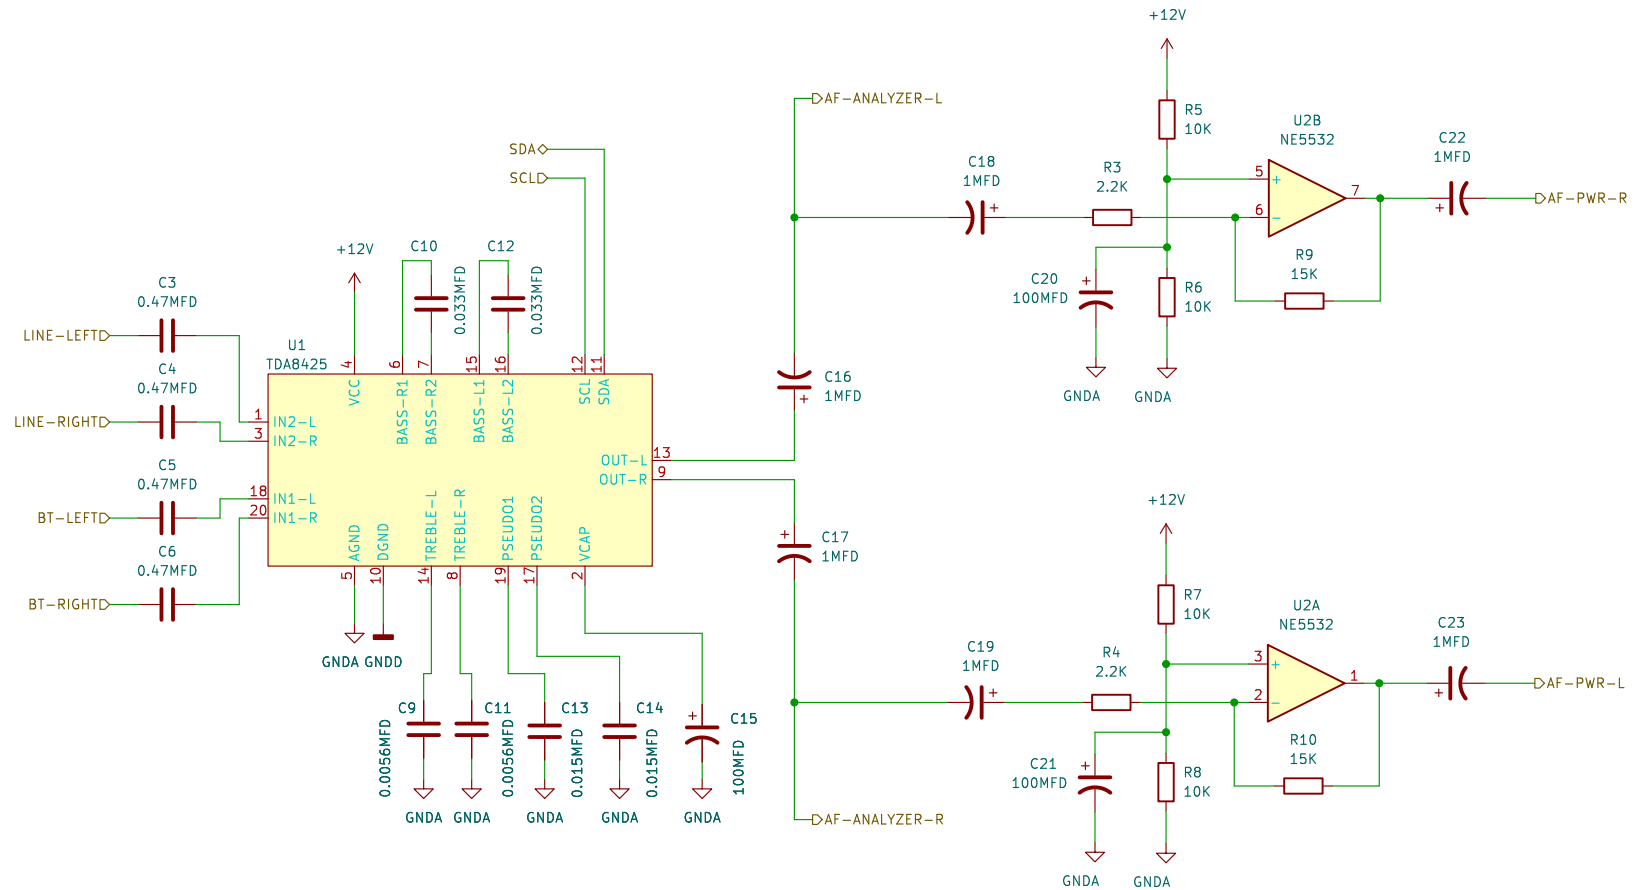 +12V
R5
10K
AF-ANALYZER-L
U2B
NE5532
C22
1MFD
SDA
SCL
C18
1MFD
R3
2.2K
5
+
6
-
7
AF-PWR-R
+12V
C10
0.033MFD
C12
0.033MFD
R9
15K
C20
100MFD
R6
10K
GNDA
GNDA
C3
0.47MFD
LINE-LEFT
C4
0.47MFD
LINE-RIGHT
C5
0.47MFD
BT-LEFT
C6
0.47MFD
BT-RIGHT
U1
TDA8425
4
VCC
6
BASS-R1
7
BASS-R2
15
BASS-L1
16
BASS-L2
12
SCL
11
SDA
1
IN2-L
3
IN2-R
18
IN1-L
20
IN1-R
OUT-L
13
OUT-R
9
AGND
5
DGND
10
TREBLE-L
14
TREBLE-R
8
PSEUDO1
19
PSEUDO2
17
VCAP
2
C16
1MFD
C17
1MFD
GNDA
GNDD
C9
0.0056MFD
C11
0.0056MFD
C13
0.015MFD
C14
0.015MFD
C15
100MFD
GNDA
GNDA
GNDA
GNDA
GNDA
+12V
R7
10K
U2A
NE5532
C23
1MFD
C19
1MFD
R4
2.2K
3
+
2
-
1
AF-PWR-L
R10
15K
C21
100MFD
R8
10K
AF-ANALYZER-R
GNDA
GNDA